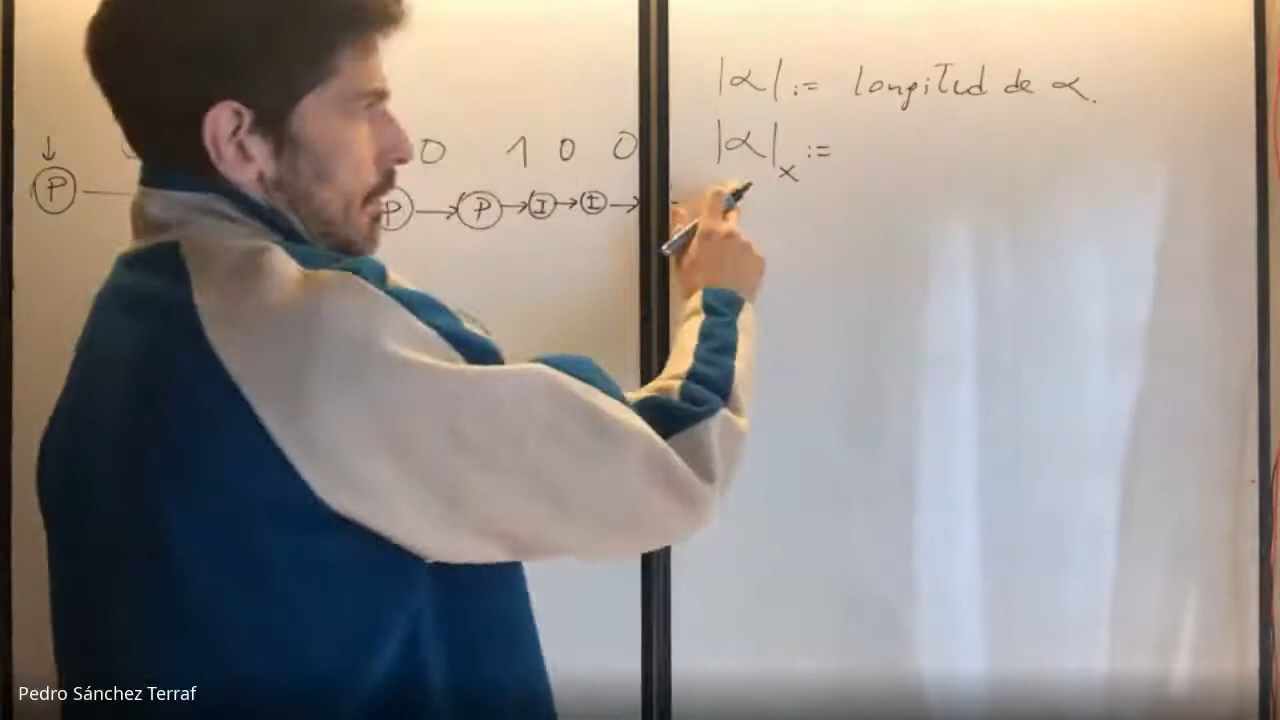 |α| := longitud de α.
|α|x :=
↓ 0 1 0 0
P → P → P → I → I →
Pedro Sánchez Terraf